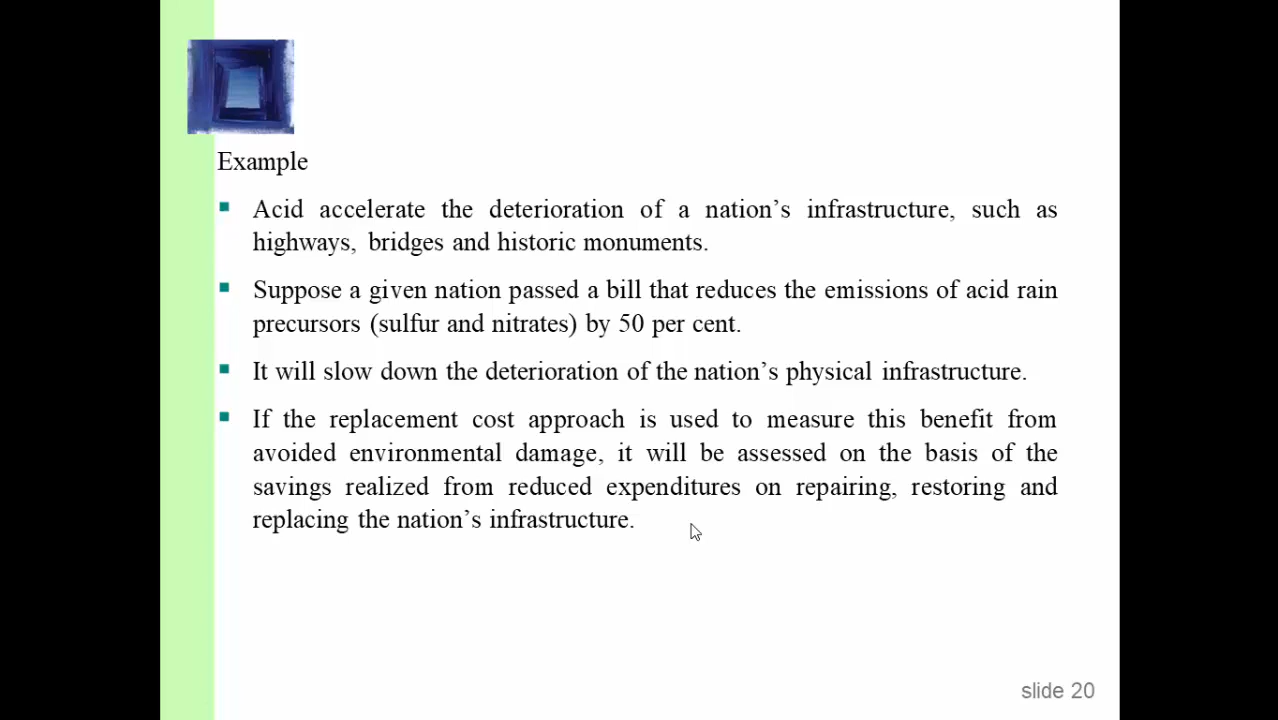 Example
Acid accelerate the deterioration of a nation’s infrastructure, such as
highways, bridges and historic monuments.
Suppose a given nation passed a bill that reduces the emissions of acid rain
precursors (sulfur and nitrates) by 50 per cent.
It will slow down the deterioration of the nation’s physical infrastructure.
If the replacement cost approach is used to measure this benefit from
avoided environmental damage, it will be assessed on the basis of the
savings realized from reduced expenditures on repairing, restoring and
replacing the nation’s infrastructure.
slide 20